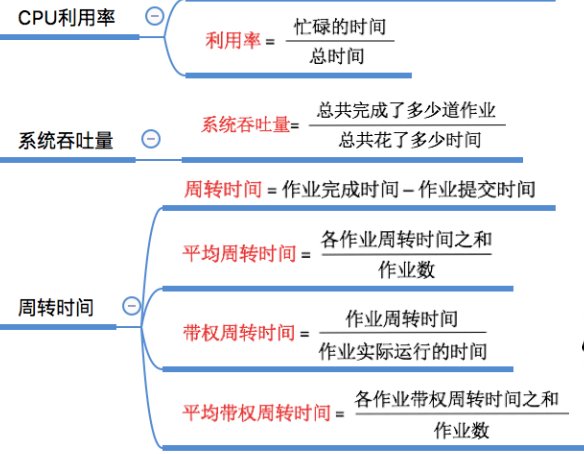 CPU利用率
利用率 = 忙碌的时间
总时间
系统吞吐量
系统吞吐量= 总共完成了多少道作业
总共花了多少时间
周转时间 = 作业完成时间 – 作业提交时间
平均周转时间 = 各作业周转时间之和
作业数
周转时间
带权周转时间 = 作业周转时间
作业实际运行的时间
平均带权周转时间 = 各作业带权周转时间之和
作业数